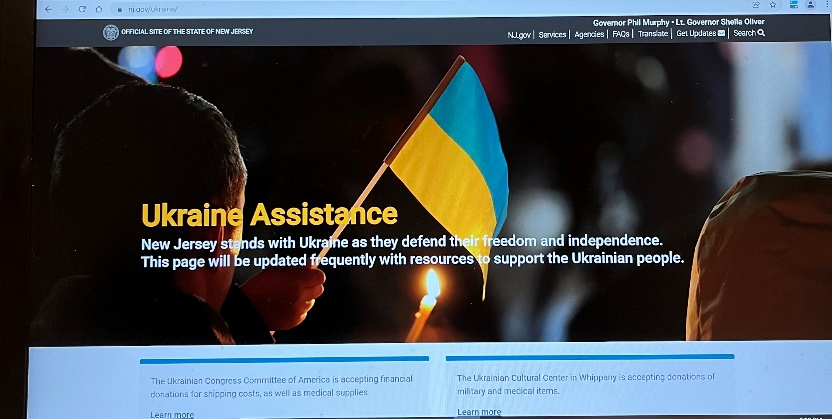 nj.gov/ukraine/
OFFICIAL SITE OF THE STATE OF NEW JERSEY
Governor Phil Murphy • Lt. Governor Sheila Oliver
NJ.gov | Services | Agencies | FAQs | Translate | Get Updates | Search
Ukraine Assistance
New Jersey stands with Ukraine as they defend their freedom and independence.
This page will be updated frequently with resources to support the Ukrainian people.
The Ukrainian Congress Committee of America is accepting financial
donations for shipping costs, as well as medical supplies
Learn more
The Ukrainian Cultural Center in Whippany is accepting donations of
military and medical items.
Learn more